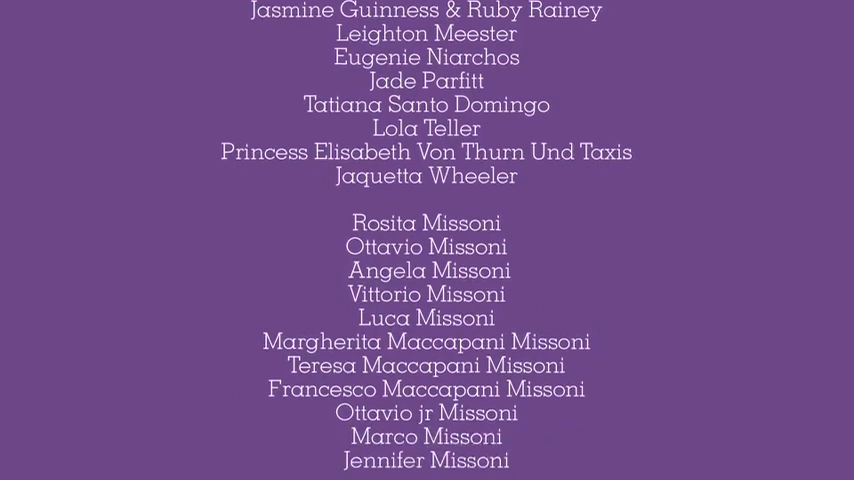 Jasmine Guinness & Ruby Rainey
Leighton Meester
Eugenie Niarchos
Jade Parfitt
Tatiana Santo Domingo
Lola Teller
Princess Elisabeth Von Thurn Und Taxis
Jaquetta Wheeler
Rosita Missoni
Ottavio Missoni
Angela Missoni
Vittorio Missoni
Luca Missoni
Margherita Maccapani Missoni
Teresa Maccapani Missoni
Francesco Maccapani Missoni
Ottavio jr Missoni
Marco Missoni
Jennifer Missoni